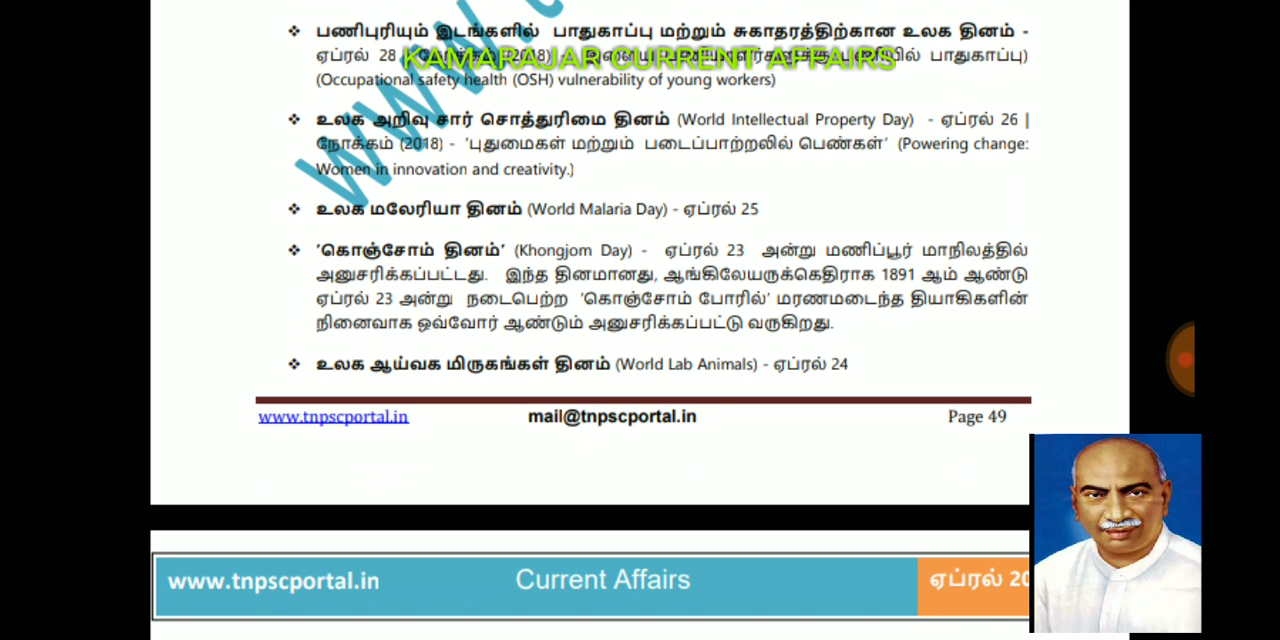 ❖ பணிபுரியும் இடங்களில் பாதுகாப்பு மற்றும் சுகாதரத்திற்கான உலக தினம் -
ஏப்ரல் 28 (2018) - பாதுகாப்பு)
KAMARAJAR CURRENT AFFAIRS
(Occupational safety health (OSH) vulnerability of young workers)
❖ உலக அறிவு சார் சொத்துரிமை தினம் (World Intellectual Property Day) - ஏப்ரல் 26 |
நோக்கம் (2018) - 'புதுமைகள் மற்றும் படைப்பாற்றலில் பெண்கள்' (Powering change:
Women in innovation and creativity.)
❖ உலக மலேரியா தினம் (World Malaria Day) - ஏப்ரல் 25
❖ 'கொஞ்சோம் தினம்' (Khongjom Day) - ஏப்ரல் 23 அன்று மணிப்பூர் மாநிலத்தில்
அனுசரிக்கப்பட்டது. இந்த தினமானது, ஆங்கிலேயருக்கெதிராக 1891 ஆம் ஆண்டு
ஏப்ரல் 23 அன்று நடைபெற்ற 'கொஞ்சோம் போரில்' மரணமடைந்த தியாகிகளின்
நினைவாக ஒவ்வோர் ஆண்டும் அனுசரிக்கப்பட்டு வருகிறது.
❖ உலக ஆய்வக மிருகங்கள் தினம் (World Lab Animals) - ஏப்ரல் 24
www.tnpscportal.in mail@tnpscportal.in Page 49
www.tnpscportal.in Current Affairs ஏப்ரல் 20